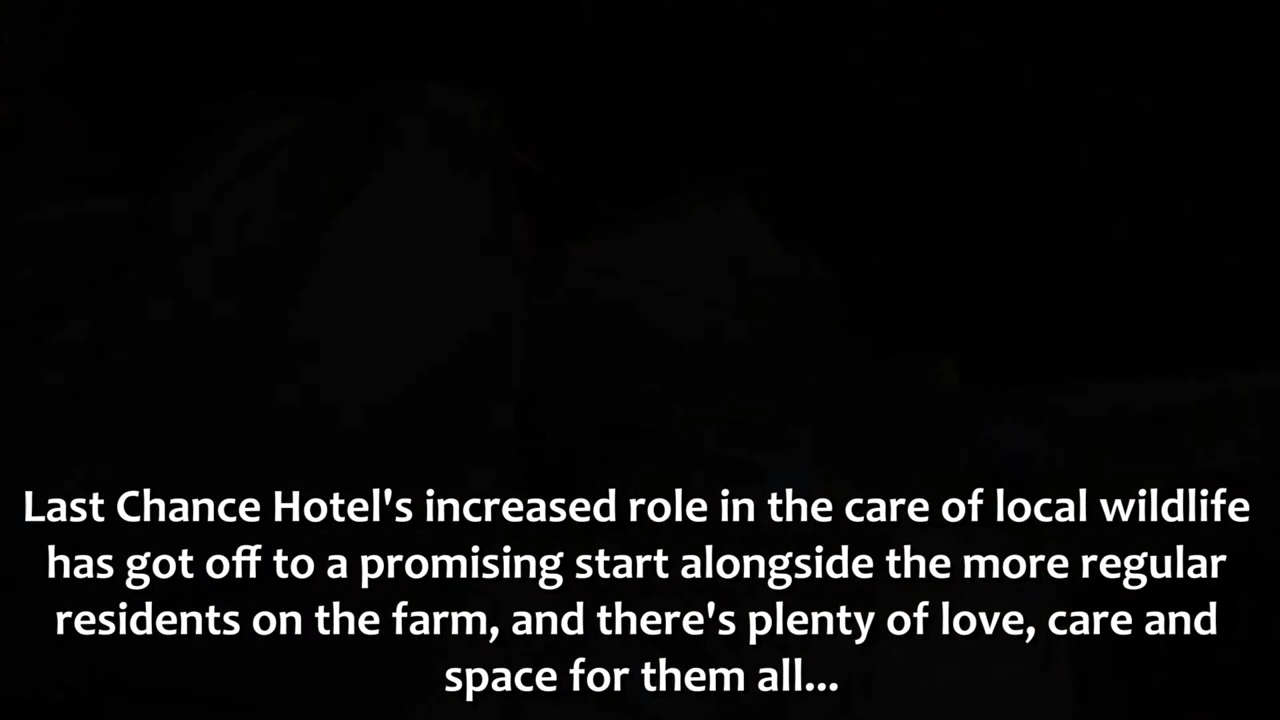 Last Chance Hotel's increased role in the care of local wildlife
has got off to a promising start alongside the more regular
residents on the farm, and there's plenty of love, care and
space for them all...